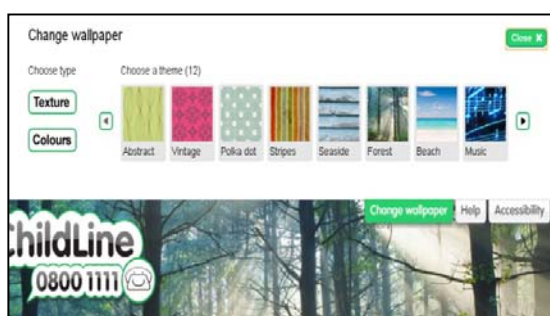 Change wallpaper
Close X
Choose type
Choose a theme (12)
Texture
Colours
Abstract Vintage Polka dot Stripes Seaside Forest Beach Music
Change wallpaper Help Accessibility
hildLine
0800 1111